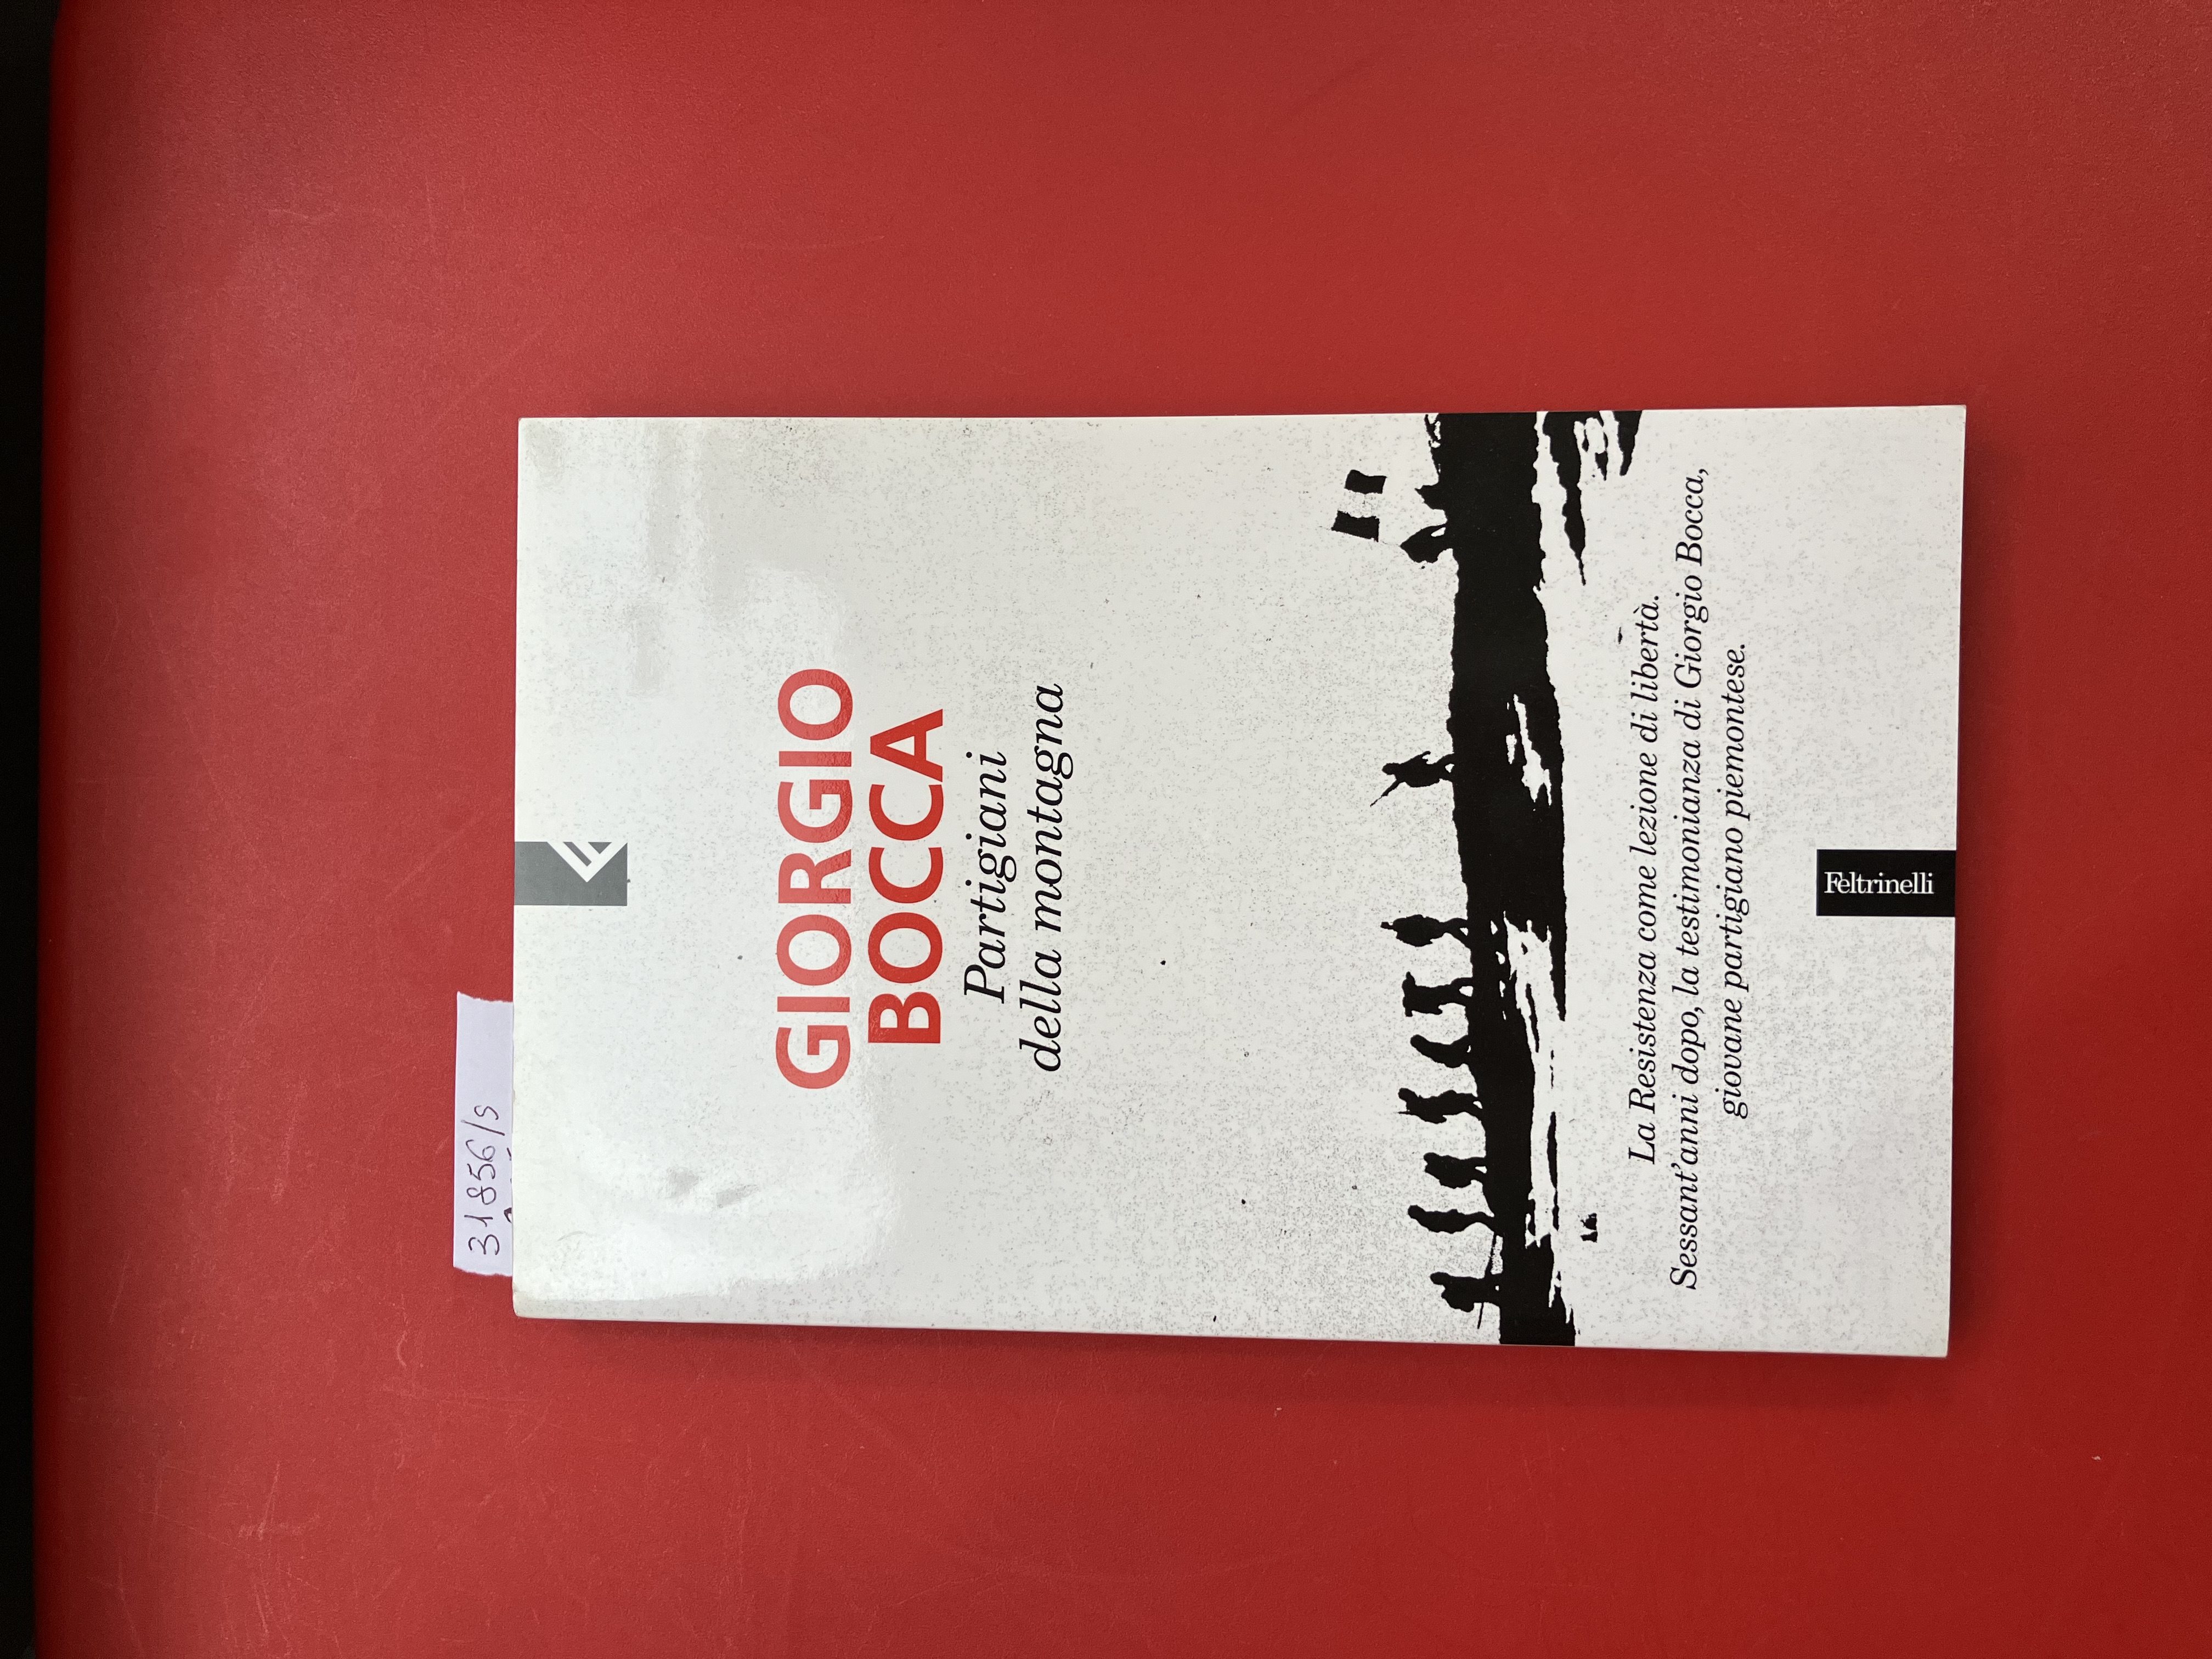 31856/s
GIORGIO
BOCCA
Partigiani
della montagna
La Resistenza come lezione di libertà.
Sessant'anni dopo, la testimonianza di Giorgio Bocca,
giovane partigiano piemontese.
Feltrinelli